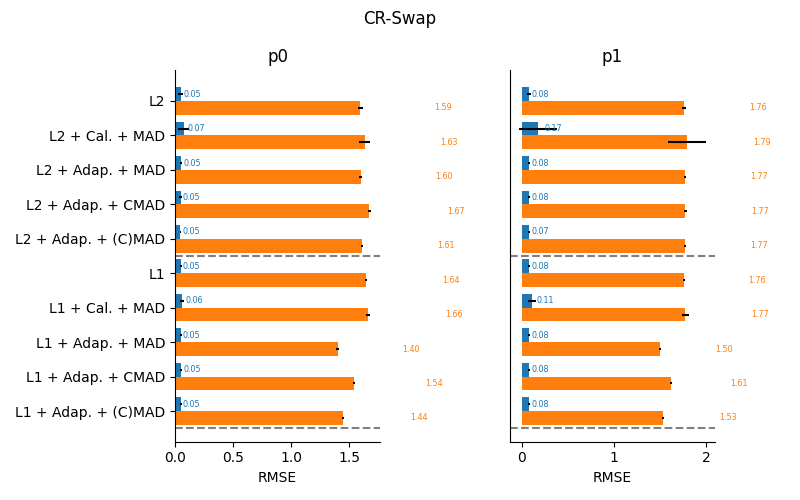 CR-Swap
p0
p1
L2
0.05
1.59
0.08
1.76
L2 + Cal. + MAD
0.07
1.63
0.17
1.79
L2 + Adap. + MAD
0.05
1.60
0.08
1.77
L2 + Adap. + CMAD
0.05
1.67
0.08
1.77
L2 + Adap. + (C)MAD
0.05
1.61
0.07
1.77
L1
0.05
1.64
0.08
1.76
L1 + Cal. + MAD
0.06
1.66
0.11
1.77
L1 + Adap. + MAD
0.05
1.40
0.08
1.50
L1 + Adap. + CMAD
0.05
1.54
0.08
1.61
L1 + Adap. + (C)MAD
0.05
1.44
0.08
1.53
0.0 0.5 1.0 1.5
0 1 2
RMSE
RMSE